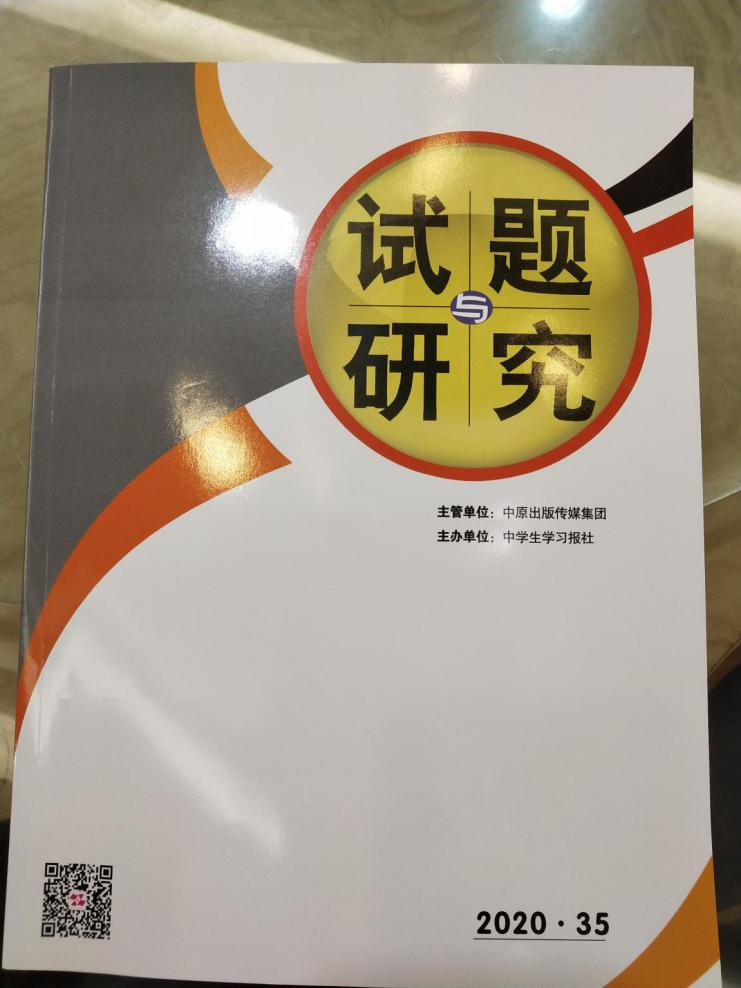 试题
与
研究
主管单位：中原出版传媒集团
主办单位：中学生学习报社
2020·35